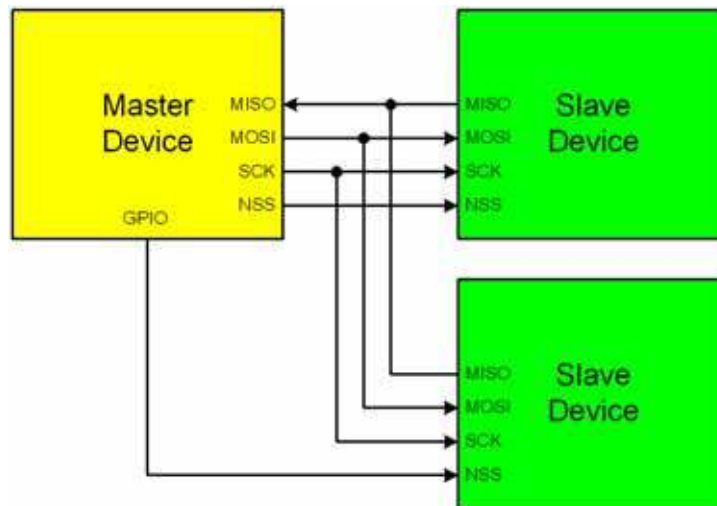 Master
Device
MISO
MOSI
SCK
NSS
GPIO
MISO
MOSI
SCK
NSS
Slave
Device
MISO
MOSI
SCK
NSS
Slave
Device